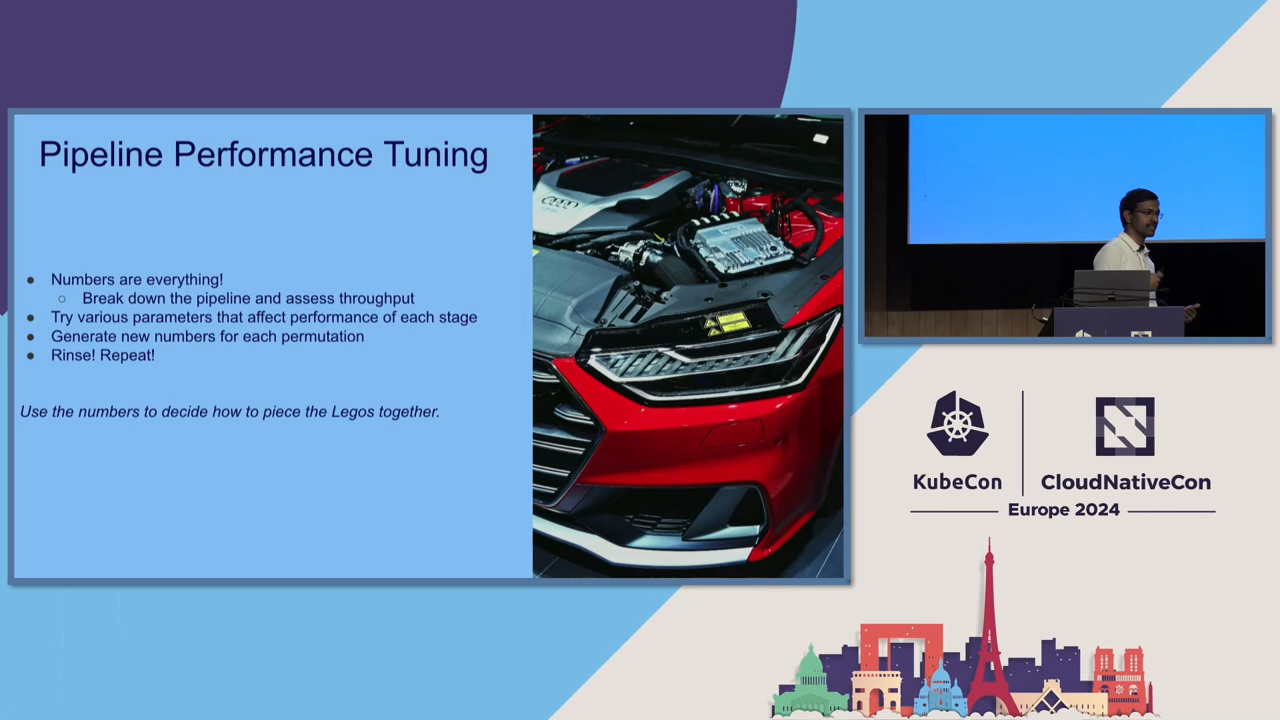 Pipeline Performance Tuning
● Numbers are everything!
○ Break down the pipeline and assess throughput
● Try various parameters that affect performance of each stage
● Generate new numbers for each permutation
● Rinse! Repeat!
Use the numbers to decide how to piece the Legos together.
KubeCon
CloudNativeCon
Europe 2024